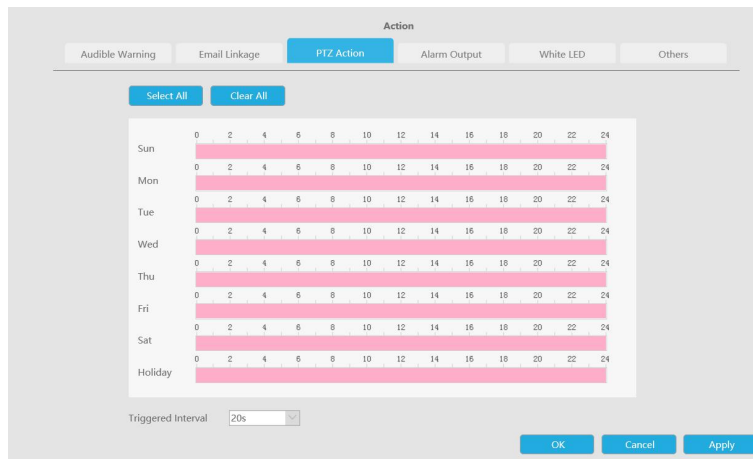 Action
Audible Warning Email Linkage PTZ Action Alarm Output White LED Others
Select All Clear All
0 2 4 6 8 10 12 14 16 18 20 22 24
Sun
0 2 4 6 8 10 12 14 16 18 20 22 24
Mon
0 2 4 6 8 10 12 14 16 18 20 22 24
Tue
0 2 4 6 8 10 12 14 16 18 20 22 24
Wed
0 2 4 6 8 10 12 14 16 18 20 22 24
Thu
0 2 4 6 8 10 12 14 16 18 20 22 24
Fri
0 2 4 6 8 10 12 14 16 18 20 22 24
Sat
0 2 4 6 8 10 12 14 16 18 20 22 24
Holiday
Triggered Interval 20s
OK Cancel Apply